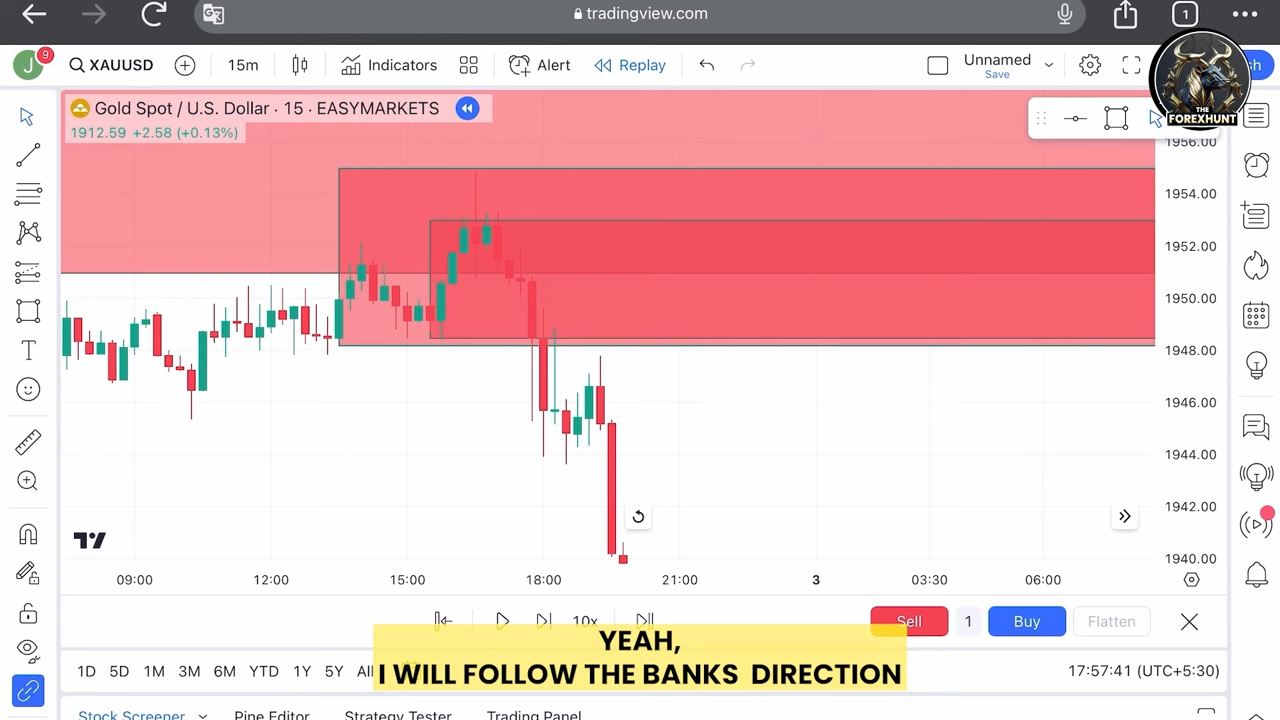 tradingview.com
1
J
9
XAUUSD
15m
Indicators
Alert
Replay
Unnamed
Save
THE
FOREXHUNT
Gold Spot / U.S. Dollar · 15 · EASYMARKETS
1912.59 +2.58 (+0.13%)
1956.00
1954.00
1952.00
1950.00
1948.00
1946.00
1944.00
1942.00
1940.00
09:00
12:00
15:00
18:00
21:00
3
03:30
06:00
10x
Sell
1
Buy
Flatten
YEAH,
I WILL FOLLOW THE BANKS DIRECTION
1D 5D 1M 3M 6M YTD 1Y 5Y
17:57:41 (UTC+5:30)
Stock Screener
Pine Editor
Strategy Tester
Trading Panel